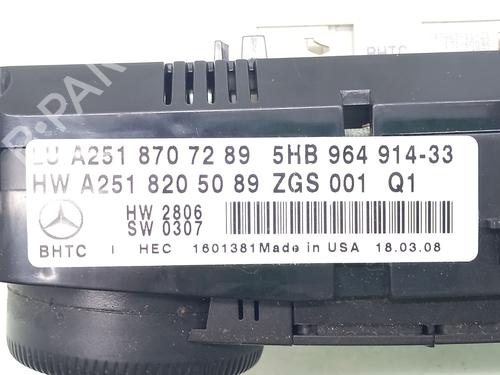 BHTC
LU A251 870 72 89 5HB 964 914-33
HW A251 820 50 89 ZGS 001 Q1
HW 2806
SW 0307
BHTC I HEC 1601381 Made in USA 18.03.08